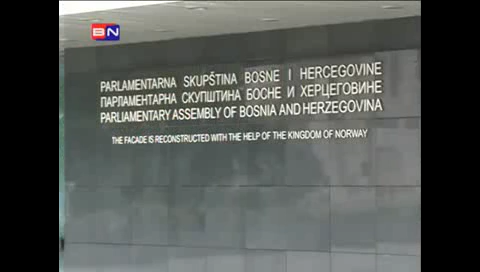 BN
PARLAMENTARNA SKUPŠTINA BOSNE I HERCEGOVINE
ПАРЛАМЕНТАРНА СКУПШТИНА БОСНЕ И ХЕРЦЕГОВИНЕ
PARLIAMENTARY ASSEMBLY OF BOSNIA AND HERZEGOVINA
THE FACADE IS RECONSTRUCTED WITH THE HELP OF THE KINGDOM OF NORWAY